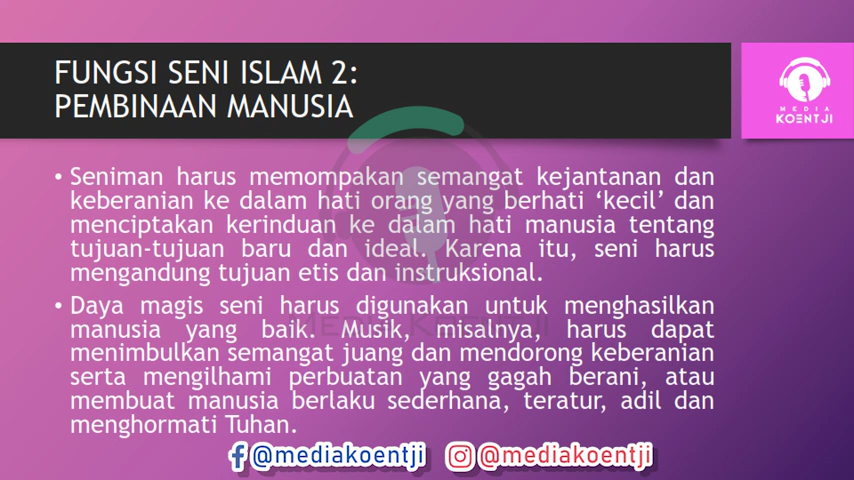 FUNGSI SENI ISLAM 2:
PEMBINAAN MANUSIA
MEDIA
KOENTJI
• Seniman harus memompakan semangat kejantanan dan
keberanian ke dalam hati orang yang berhati ‘kecil’ dan
menciptakan kerinduan ke dalam hati manusia tentang
tujuan-tujuan baru dan ideal. Karena itu, seni harus
mengandung tujuan etis dan instruksional.
• Daya magis seni harus digunakan untuk menghasilkan
manusia yang baik. Musik, misalnya, harus dapat
menimbulkan semangat juang dan mendorong keberanian
serta mengilhami perbuatan yang gagah berani, atau
membuat manusia berlaku sederhana, teratur, adil dan
menghormati Tuhan.
MEDIA KOENTJI
@mediakoentji @mediakoentji